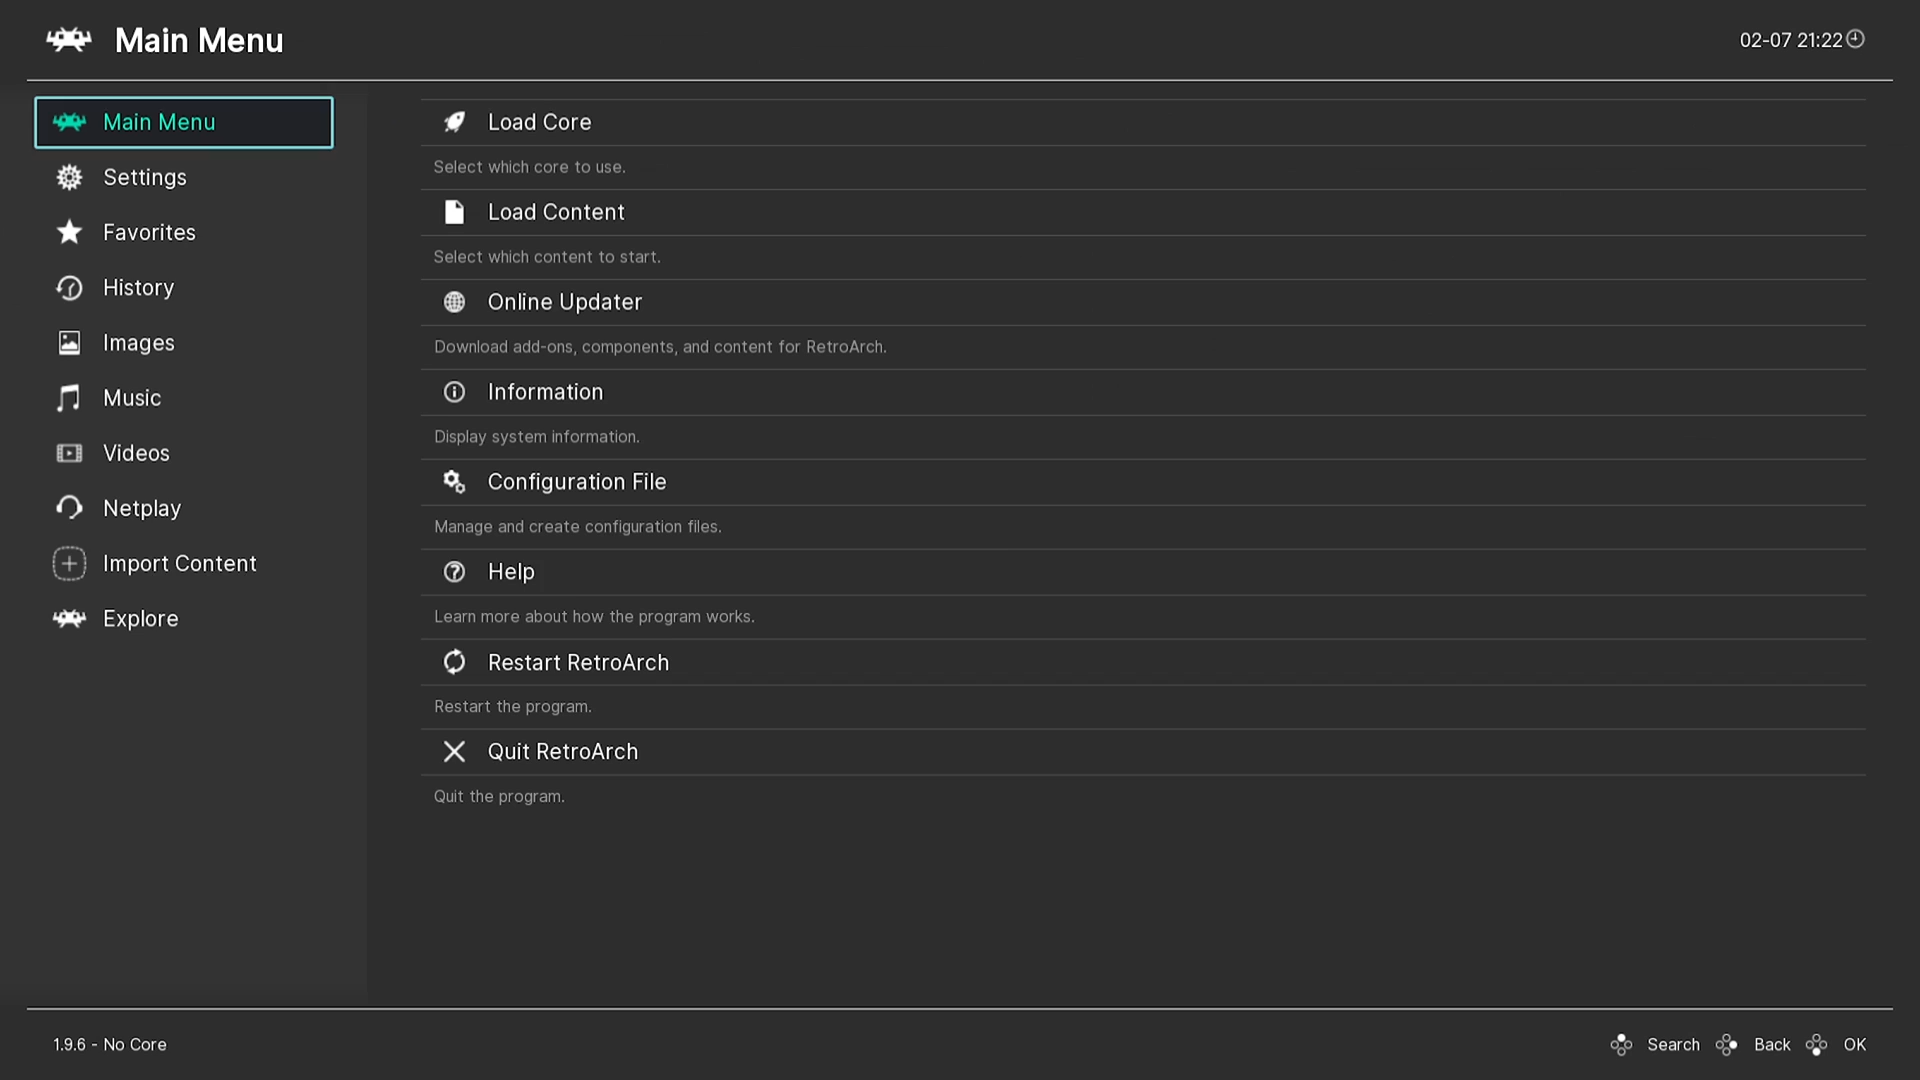 Main Menu
02-07 21:22
Main Menu
Settings
Favorites
History
Images
Music
Videos
Netplay
Import Content
Explore
Load Core
Select which core to use.
Load Content
Select which content to start.
Online Updater
Download add-ons, components, and content for RetroArch.
Information
Display system information.
Configuration File
Manage and create configuration files.
Help
Learn more about how the program works.
Restart RetroArch
Restart the program.
Quit RetroArch
Quit the program.
1.9.6 - No Core
Search Back OK